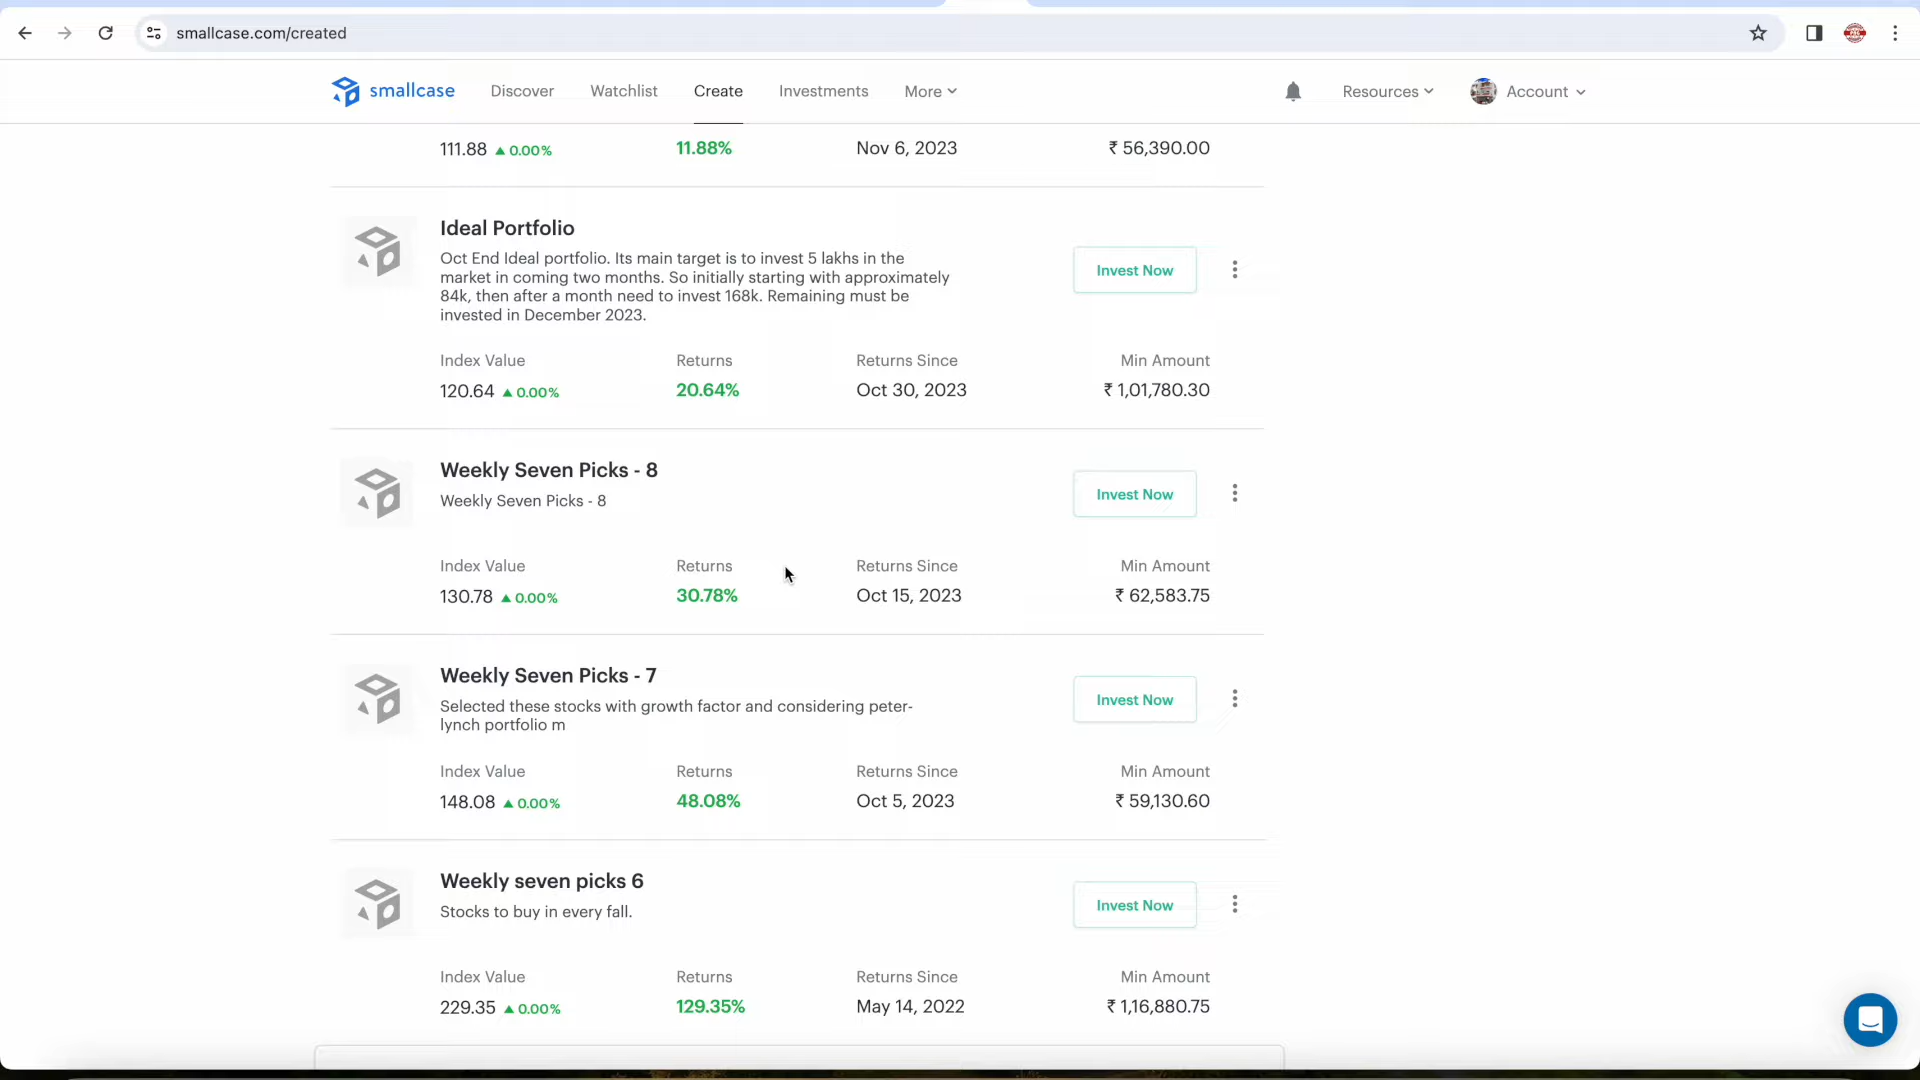 smallcase.com/created
smallcase Discover Watchlist Create Investments More Resources Account
111.88 ▲ 0.00% 11.88% Nov 6, 2023 ₹ 56,390.00
Ideal Portfolio
Oct End Ideal portfolio. Its main target is to invest 5 lakhs in the
market in coming two months. So initially starting with approximately
84k, then after a month need to invest 168k. Remaining must be
invested in December 2023.
Invest Now
Index Value Returns Returns Since Min Amount
120.64 ▲ 0.00% 20.64% Oct 30, 2023 ₹ 1,01,780.30
Weekly Seven Picks - 8
Weekly Seven Picks - 8
Invest Now
Index Value Returns Returns Since Min Amount
130.78 ▲ 0.00% 30.78% Oct 15, 2023 ₹ 62,583.75
Weekly Seven Picks - 7
Selected these stocks with growth factor and considering peter-
lynch portfolio m
Invest Now
Index Value Returns Returns Since Min Amount
148.08 ▲ 0.00% 48.08% Oct 5, 2023 ₹ 59,130.60
Weekly seven picks 6
Stocks to buy in every fall.
Invest Now
Index Value Returns Returns Since Min Amount
229.35 ▲ 0.00% 129.35% May 14, 2022 ₹ 1,16,880.75